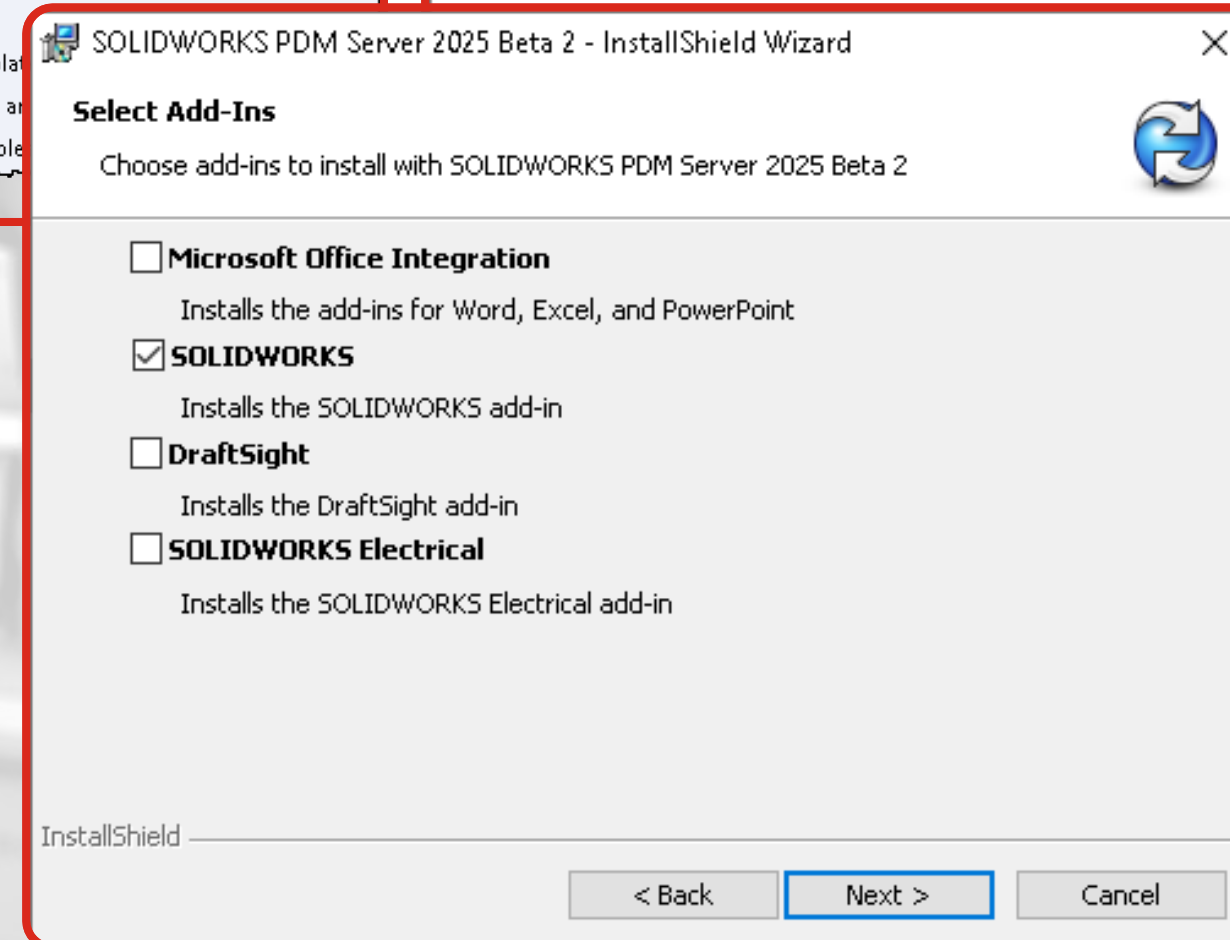 SOLIDWORKS PDM Server 2025 Beta 2 - InstallShield Wizard
Select Add-Ins
Choose add-ins to install with SOLIDWORKS PDM Server 2025 Beta 2
Microsoft Office Integration
Installs the add-ins for Word, Excel, and PowerPoint
SOLIDWORKS
Installs the SOLIDWORKS add-in
DraftSight
Installs the DraftSight add-in
SOLIDWORKS Electrical
Installs the SOLIDWORKS Electrical add-in
InstallShield
< Back Next > Cancel